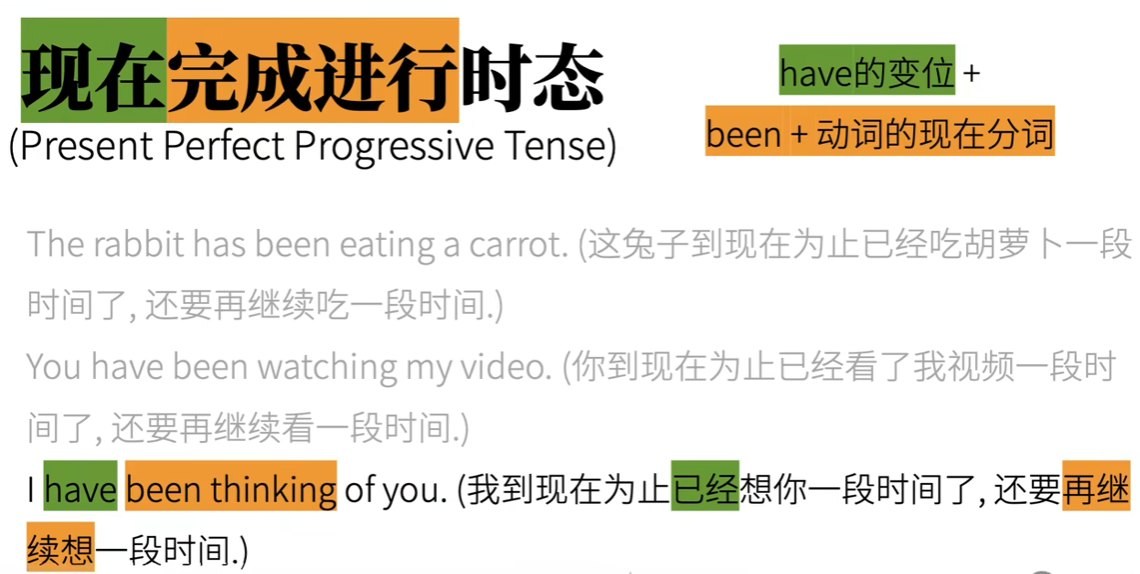 现在完成进行时态
(Present Perfect Progressive Tense)
have的变位 +
been + 动词的现在分词
The rabbit has been eating a carrot. (这兔子到现在为止已经吃胡萝卜一段
时间了, 还要再继续吃一段时间.)
You have been watching my video. (你到现在为止已经看了我视频一段时
间了, 还要再继续看一段时间.)
I have been thinking of you. (我到现在为止已经想你一段时间了, 还要再继
续想一段时间.)